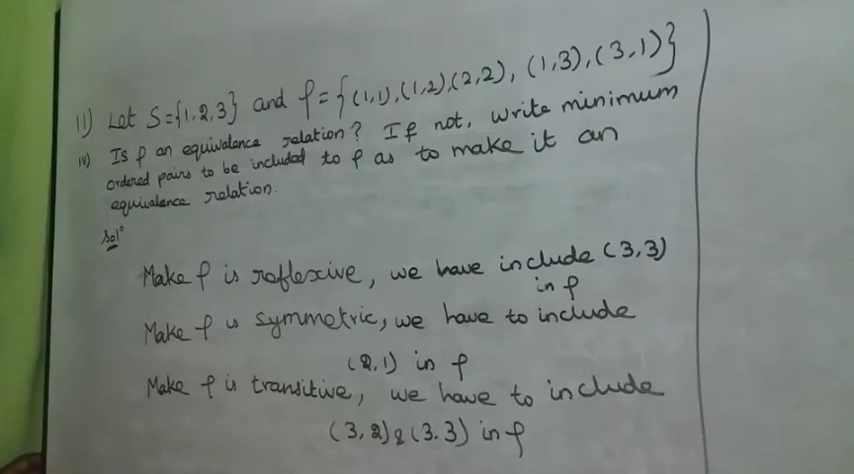 11) Let S={1,2,3} and ρ={(1,1),(1,2),(2,2),(1,3),(3,1)}
iv) Is ρ an equivalence relation? If not, write minimum
ordered pairs to be included to ρ as to make it an
equivalence relation.
Solⁿ
Make ρ is reflexive, we have include (3,3)
in ρ
Make ρ is symmetric, we have to include
(2,1) in ρ
Make ρ is transitive, we have to include
(3,2) & (3.3) in ρ